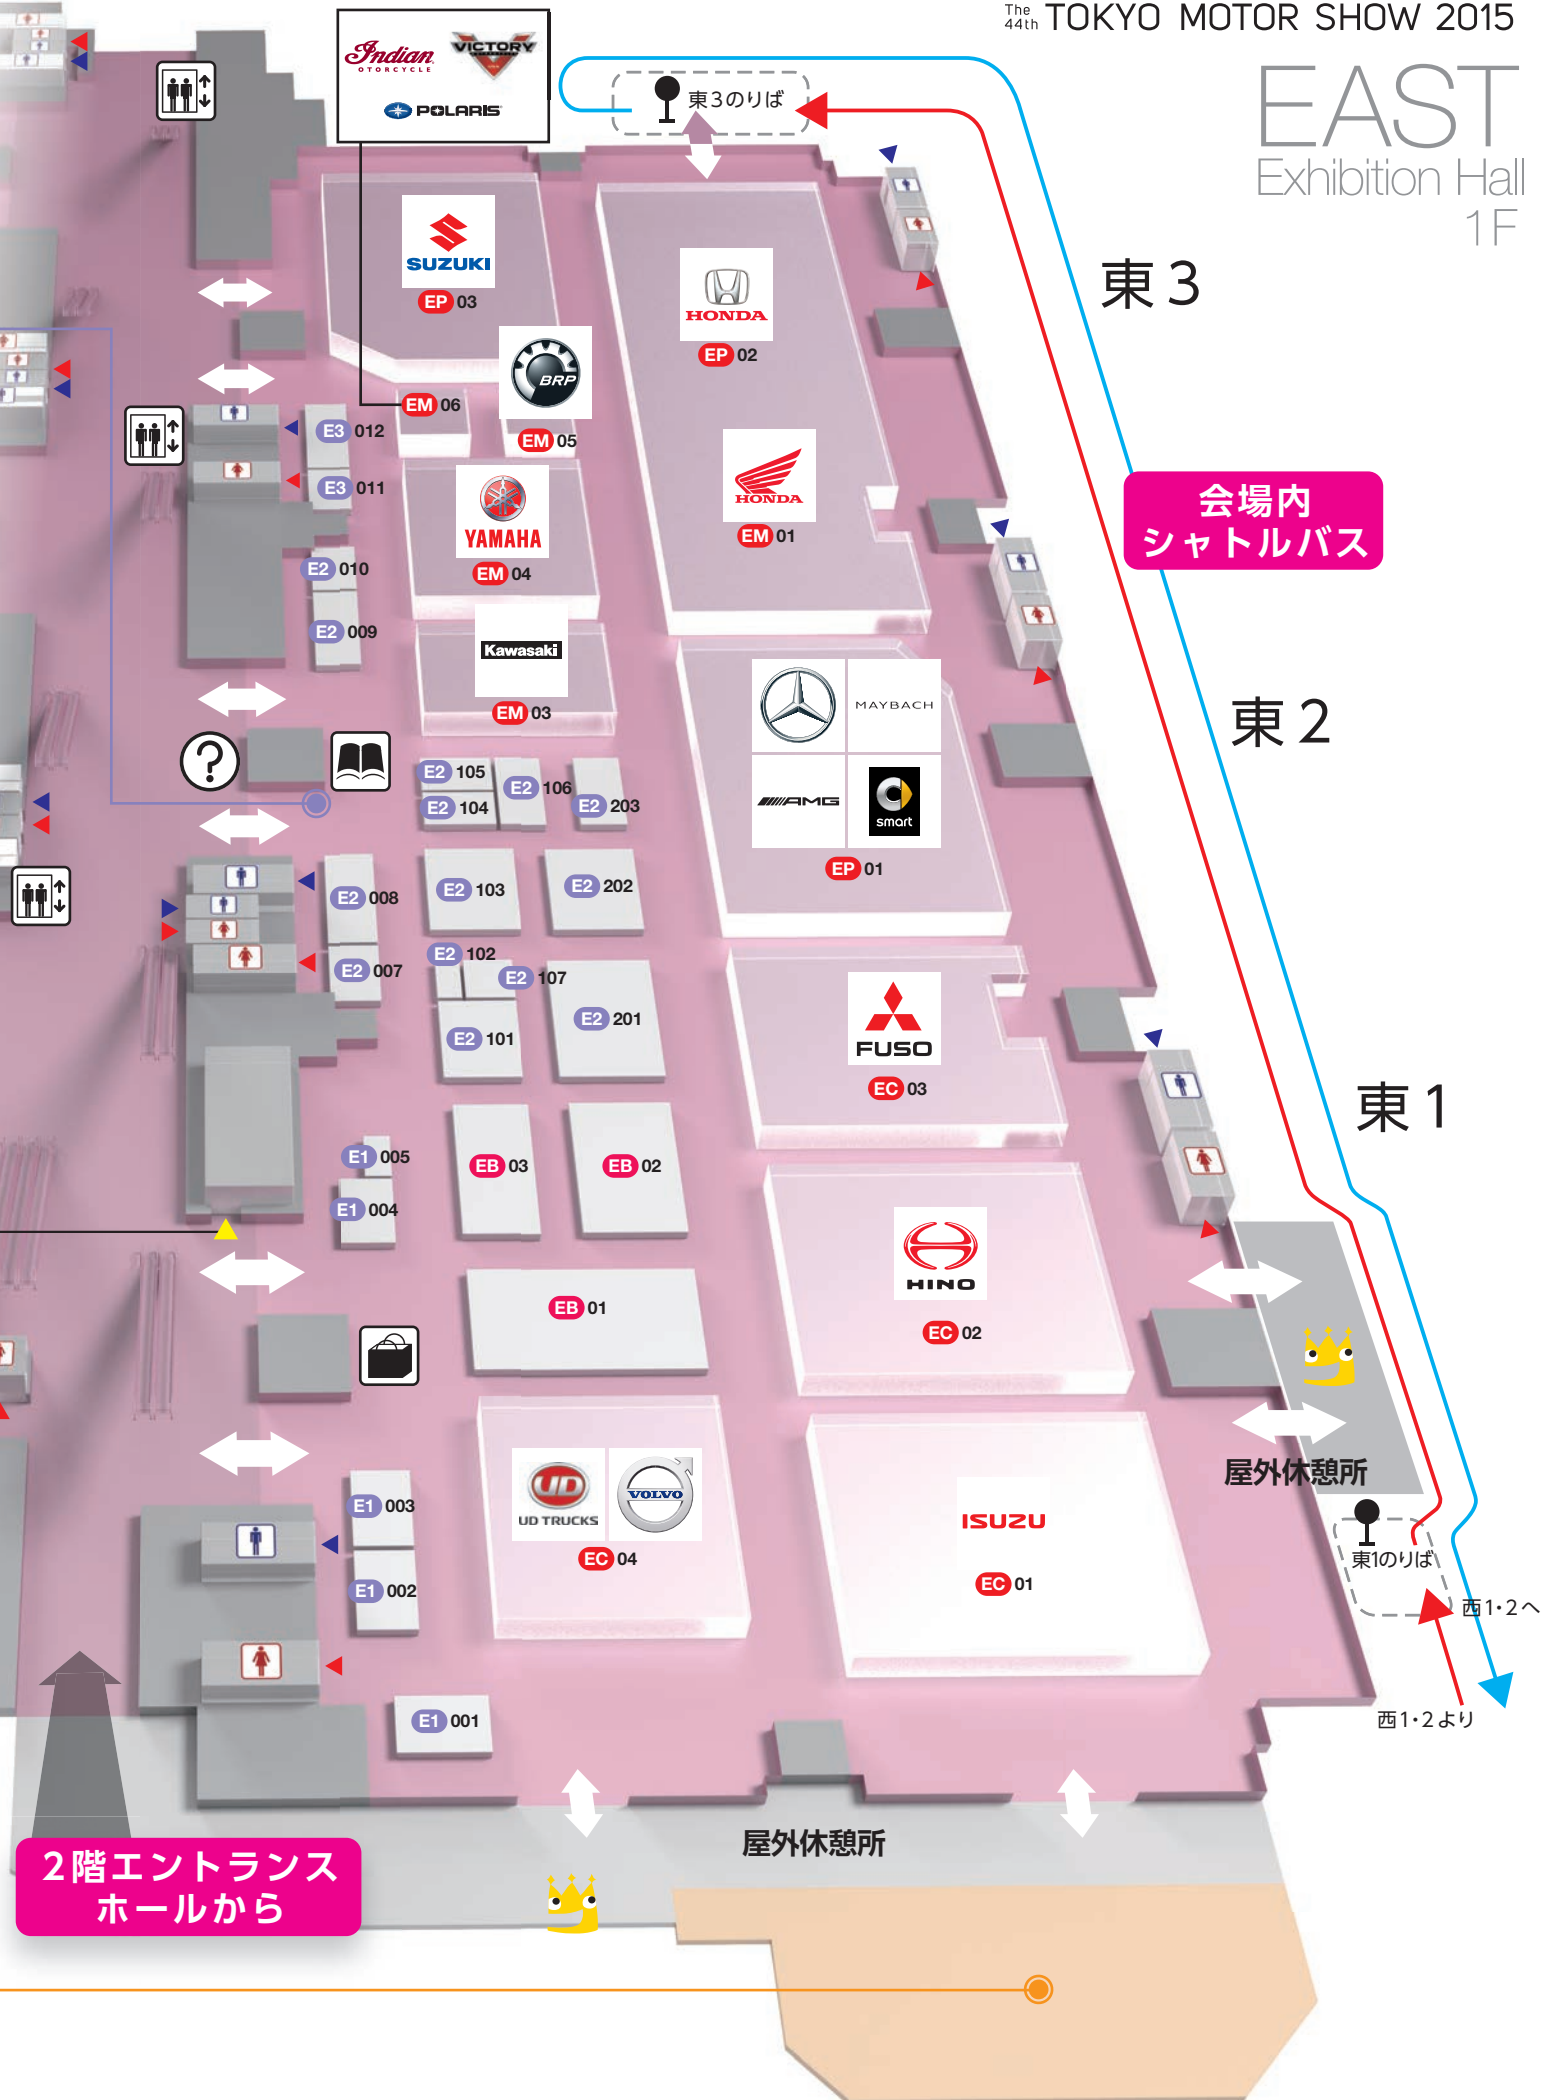 The
44th TOKYO MOTOR SHOW 2015
EAST
Exhibition Hall
1F
Indian
MOTORCYCLE
VICTORY
POLARIS
東3のりば
SUZUKI
EP 03
HONDA
EP 02
東3
BRP
EM 06
EM 05
E3 012
E3 011
HONDA
EM 01
会場内
シャトルバス
YAMAHA
EM 04
E2 010
E2 009
Kawasaki
EM 03
MAYBACH
AMG
smart
EP 01
東2
?
E2 105
E2 104
E2 106
E2 203
E2 008
E2 103
E2 202
E2 007
E2 102
E2 107
E2 101
E2 201
FUSO
EC 03
東1
E1 005
E1 004
EB 03
EB 02
HINO
EC 02
EB 01
屋外休憩所
E1 003
E1 002
UD
UD TRUCKS
VOLVO
EC 04
ISUZU
EC 01
東1のりば
西1・2へ
西1・2より
E1 001
屋外休憩所
2階エントランス
ホールから